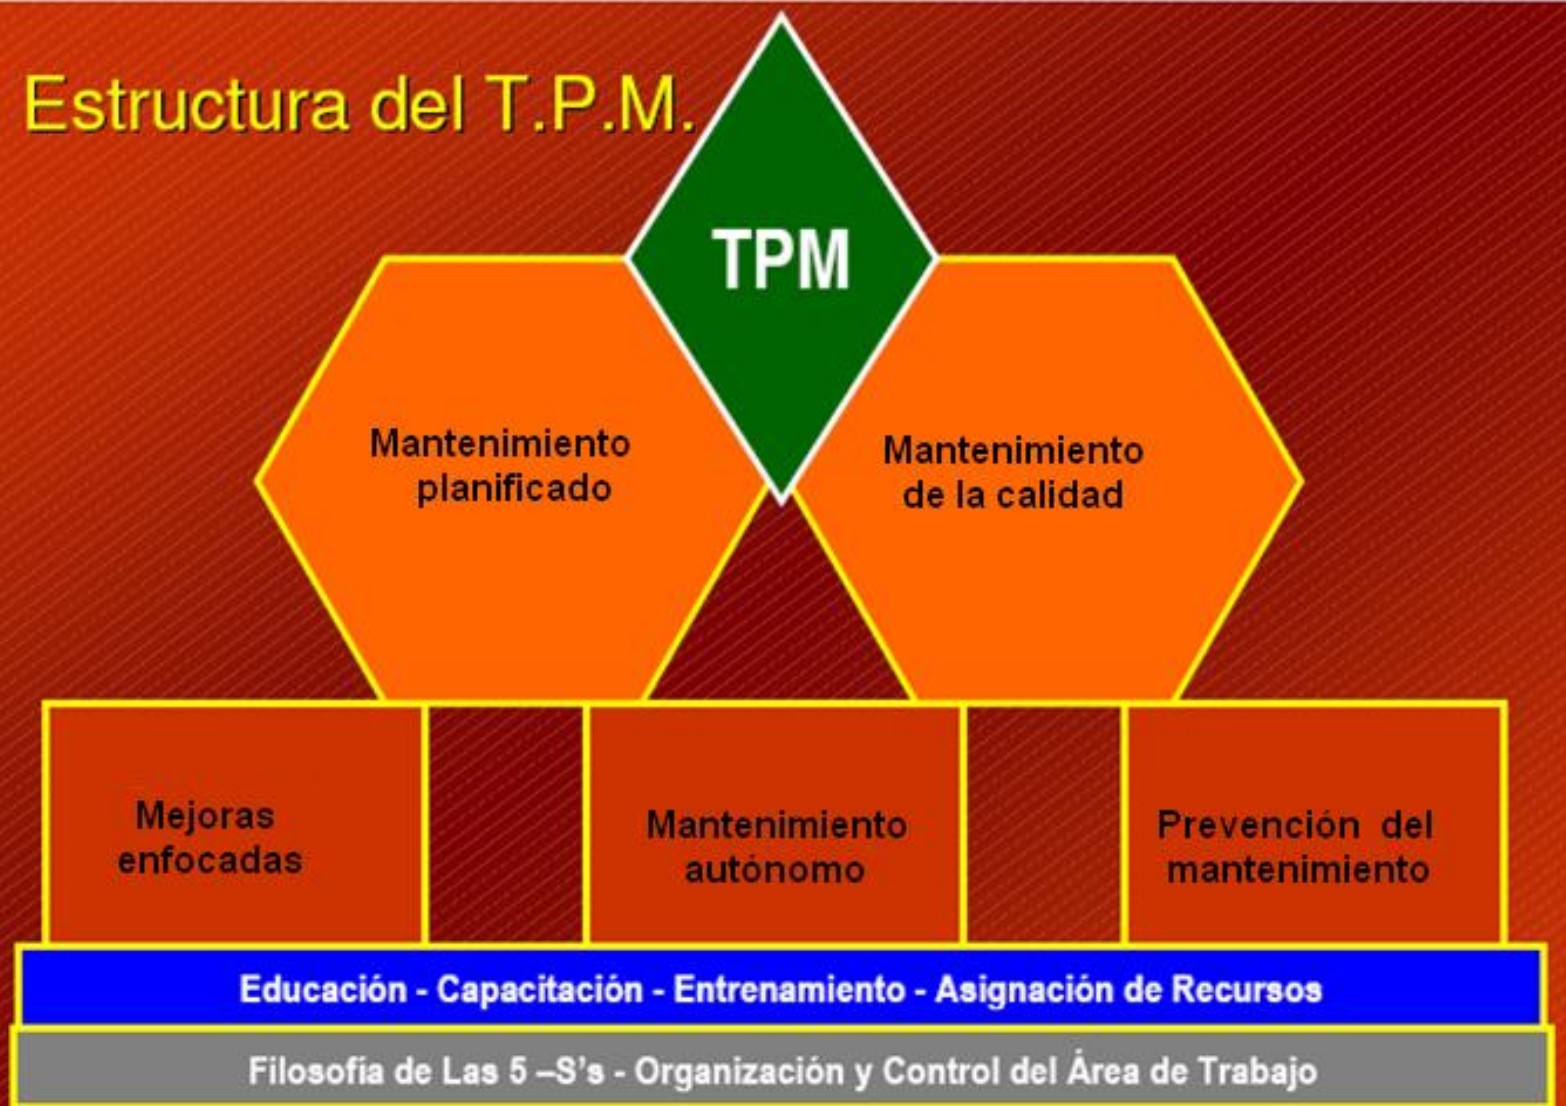 Estructura del T.P.M.
TPM
Mantenimiento
planificado
Mantenimiento
de la calidad
Mejoras
enfocadas
Mantenimiento
autónomo
Prevención del
mantenimiento
Educación - Capacitación - Entrenamiento - Asignación de Recursos
Filosofía de Las 5 –S’s - Organización y Control del Área de Trabajo